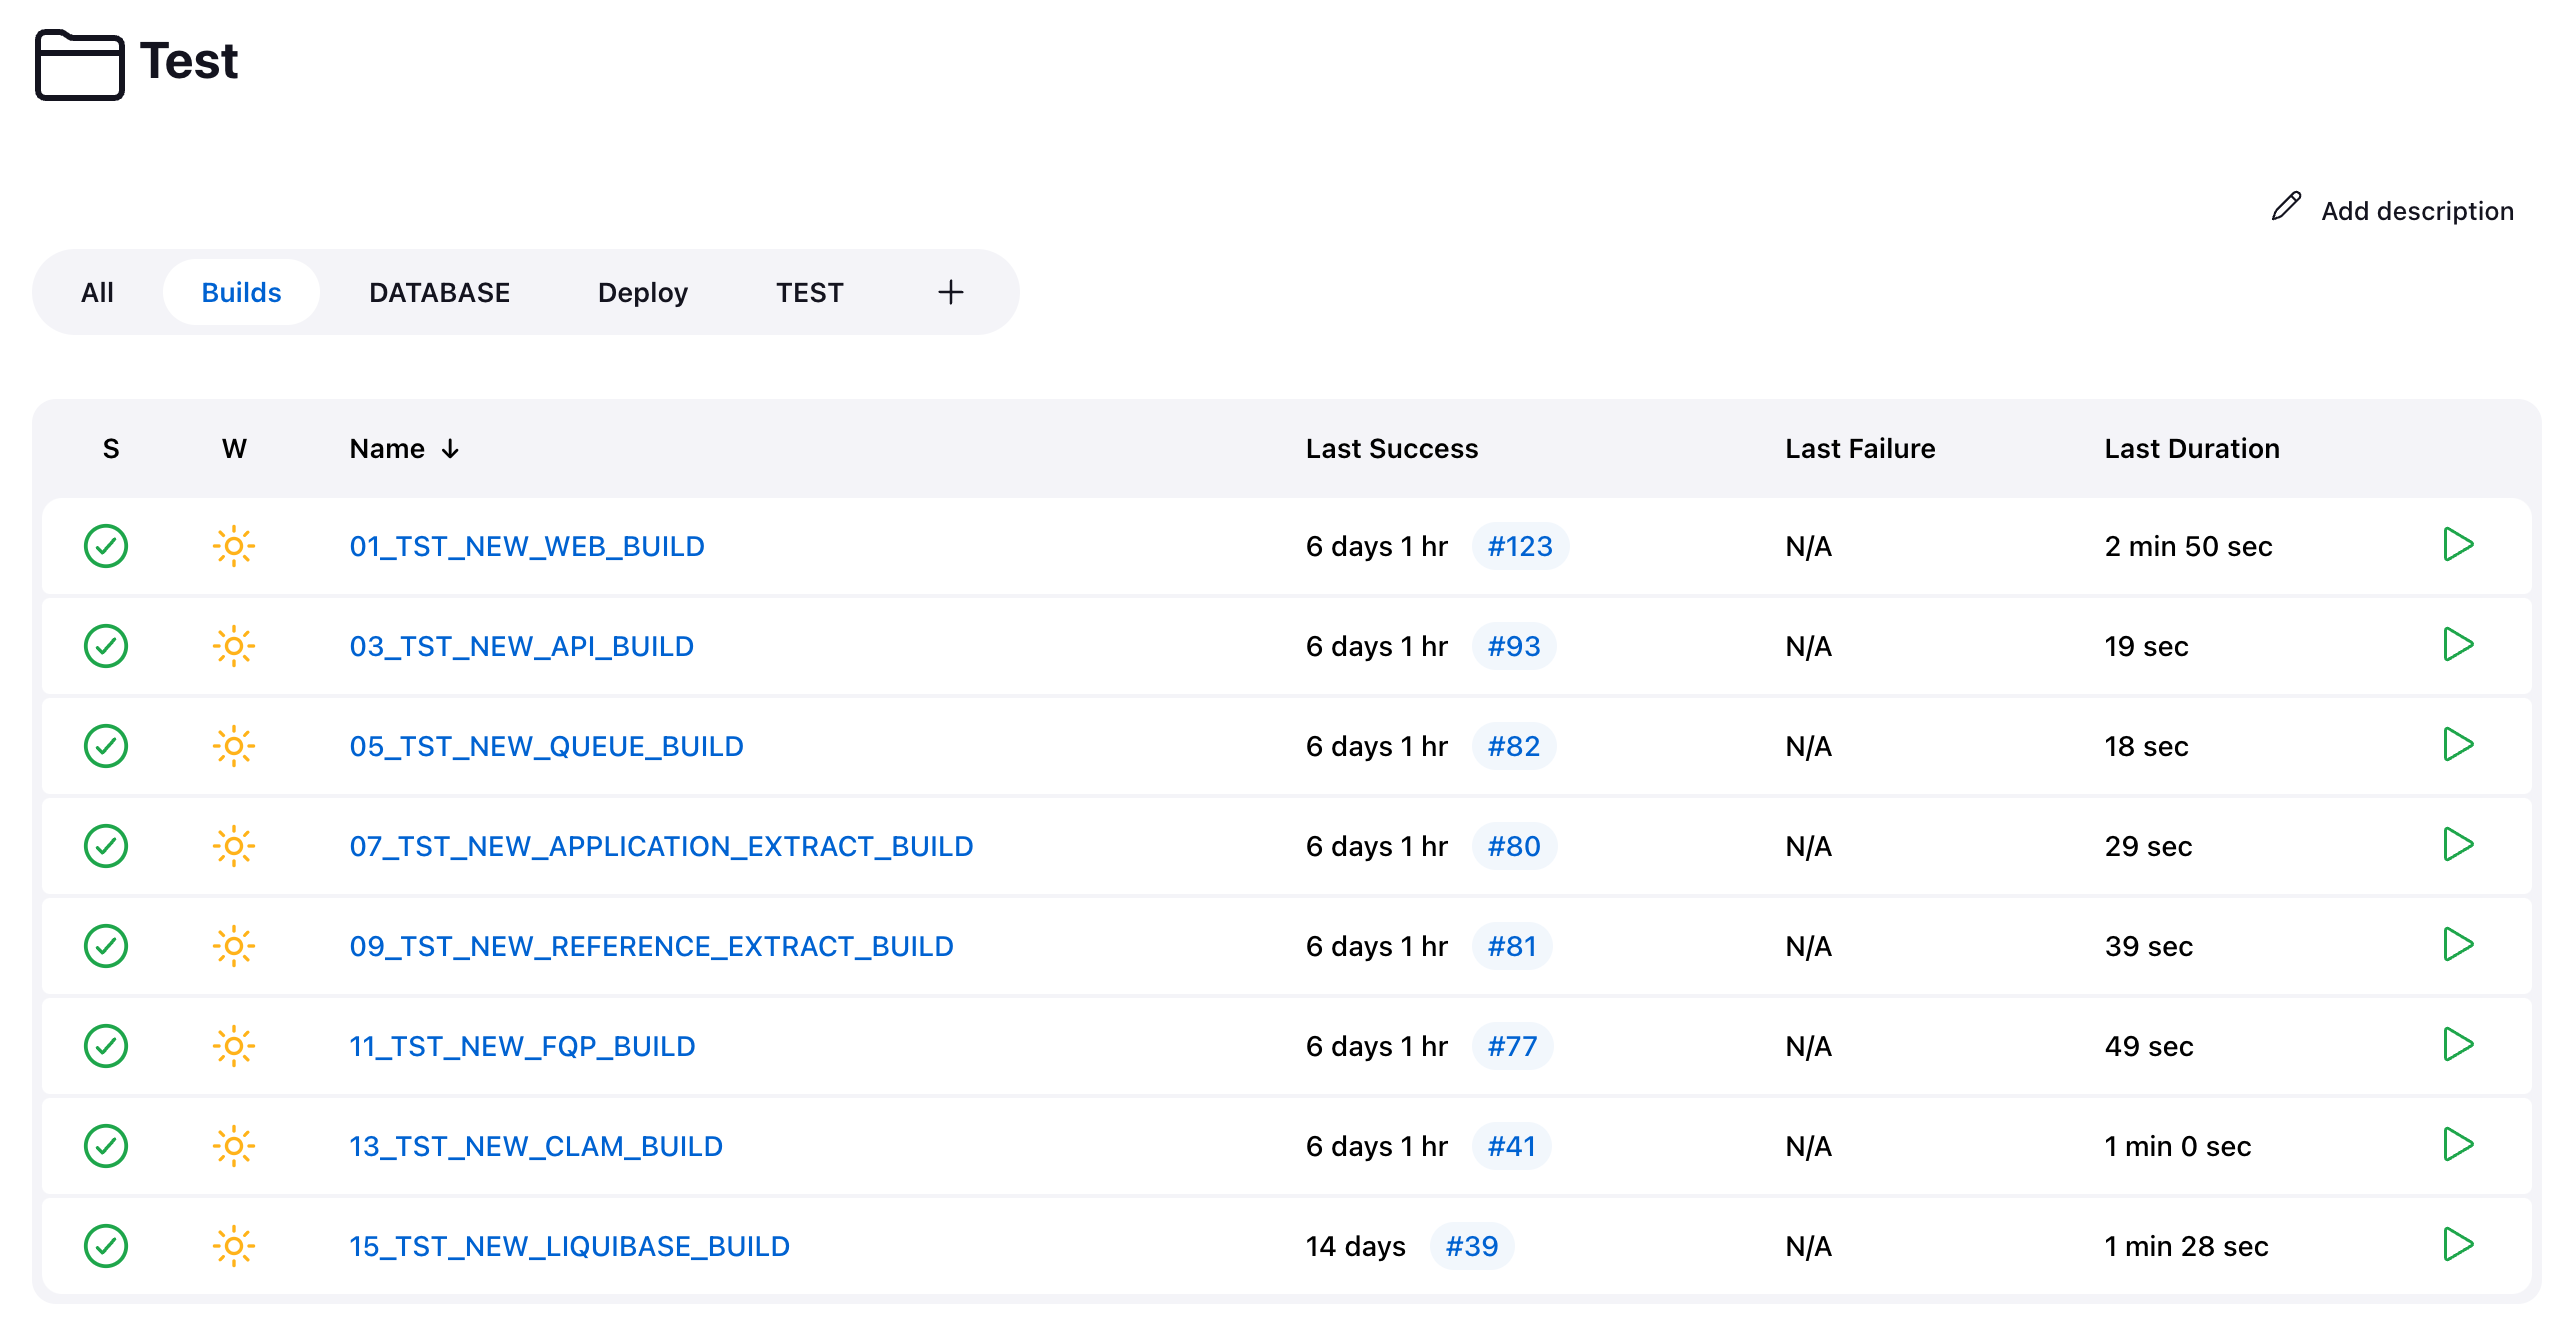 Test
Add description
All Builds DATABASE Deploy TEST +
S W Name ↓ Last Success Last Failure Last Duration
01_TST_NEW_WEB_BUILD 6 days 1 hr #123 N/A 2 min 50 sec
03_TST_NEW_API_BUILD 6 days 1 hr #93 N/A 19 sec
05_TST_NEW_QUEUE_BUILD 6 days 1 hr #82 N/A 18 sec
07_TST_NEW_APPLICATION_EXTRACT_BUILD 6 days 1 hr #80 N/A 29 sec
09_TST_NEW_REFERENCE_EXTRACT_BUILD 6 days 1 hr #81 N/A 39 sec
11_TST_NEW_FQP_BUILD 6 days 1 hr #77 N/A 49 sec
13_TST_NEW_CLAM_BUILD 6 days 1 hr #41 N/A 1 min 0 sec
15_TST_NEW_LIQUIBASE_BUILD 14 days #39 N/A 1 min 28 sec